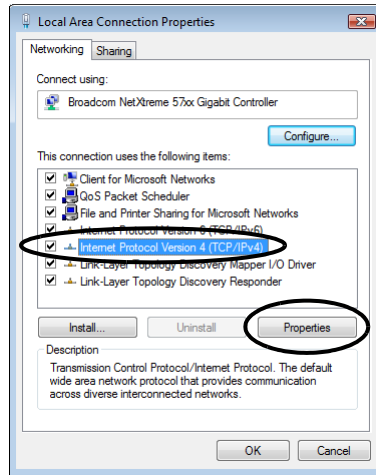 Local Area Connection Properties
Networking Sharing
Connect using:
Broadcom NetXtreme 57xx Gigabit Controller
Configure...
This connection uses the following items:
Client for Microsoft Networks
QoS Packet Scheduler
File and Printer Sharing for Microsoft Networks
Internet Protocol Version 6 (TCP/IPv6)
Internet Protocol Version 4 (TCP/IPv4)
Link-Layer Topology Discovery Mapper I/O Driver
Link-Layer Topology Discovery Responder
Install... Uninstall Properties
Description
Transmission Control Protocol/Internet Protocol. The default
wide area network protocol that provides communication
across diverse interconnected networks.
OK Cancel